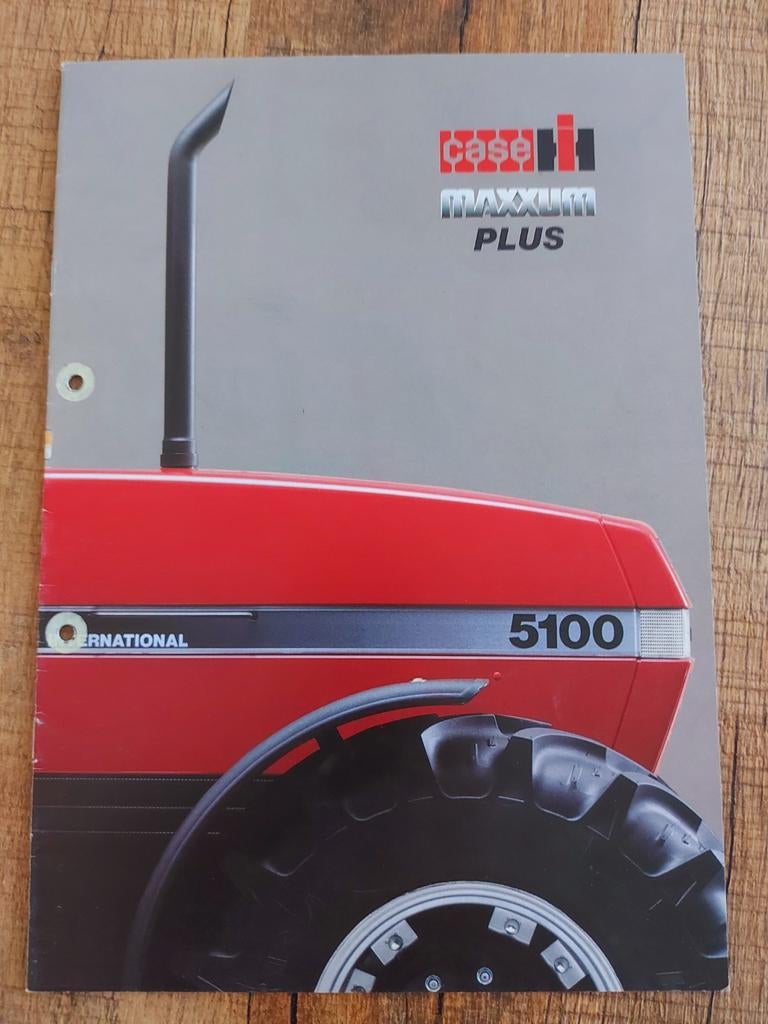 case IH
MAXXUM
PLUS
5100
ERNATIONAL